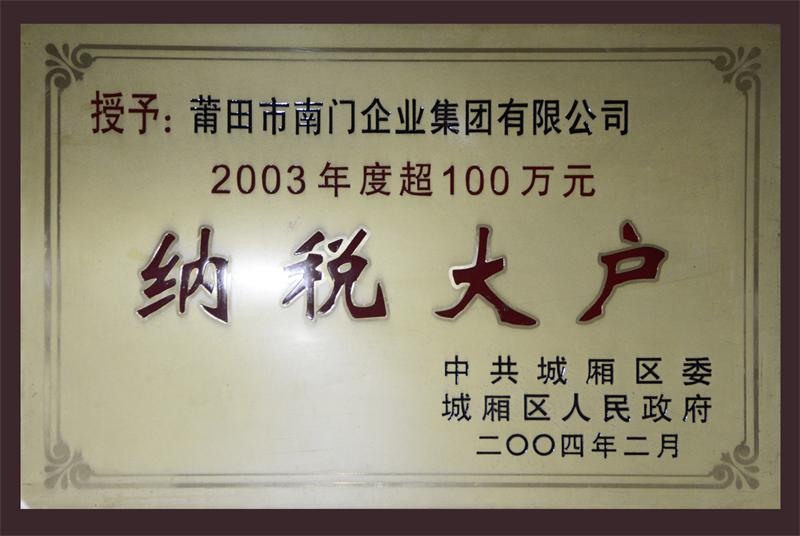 授予：莆田市南门企业集团有限公司
2003年度超100万元
纳税大户
中共城厢区委
城厢区人民政府
二〇〇四年二月